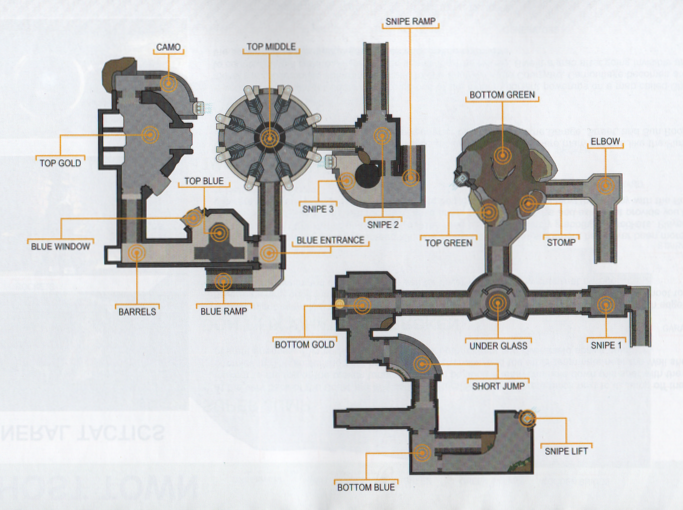 SNIPE RAMP
CAMO
TOP MIDDLE
BOTTOM GREEN
ELBOW
TOP GOLD
TOP BLUE
SNIPE 3
SNIPE 2
TOP GREEN
STOMP
BLUE WINDOW
BLUE ENTRANCE
BARRELS
BLUE RAMP
BOTTOM GOLD
UNDER GLASS
SNIPE 1
SHORT JUMP
SNIPE LIFT
BOTTOM BLUE
NERAL TACTICS